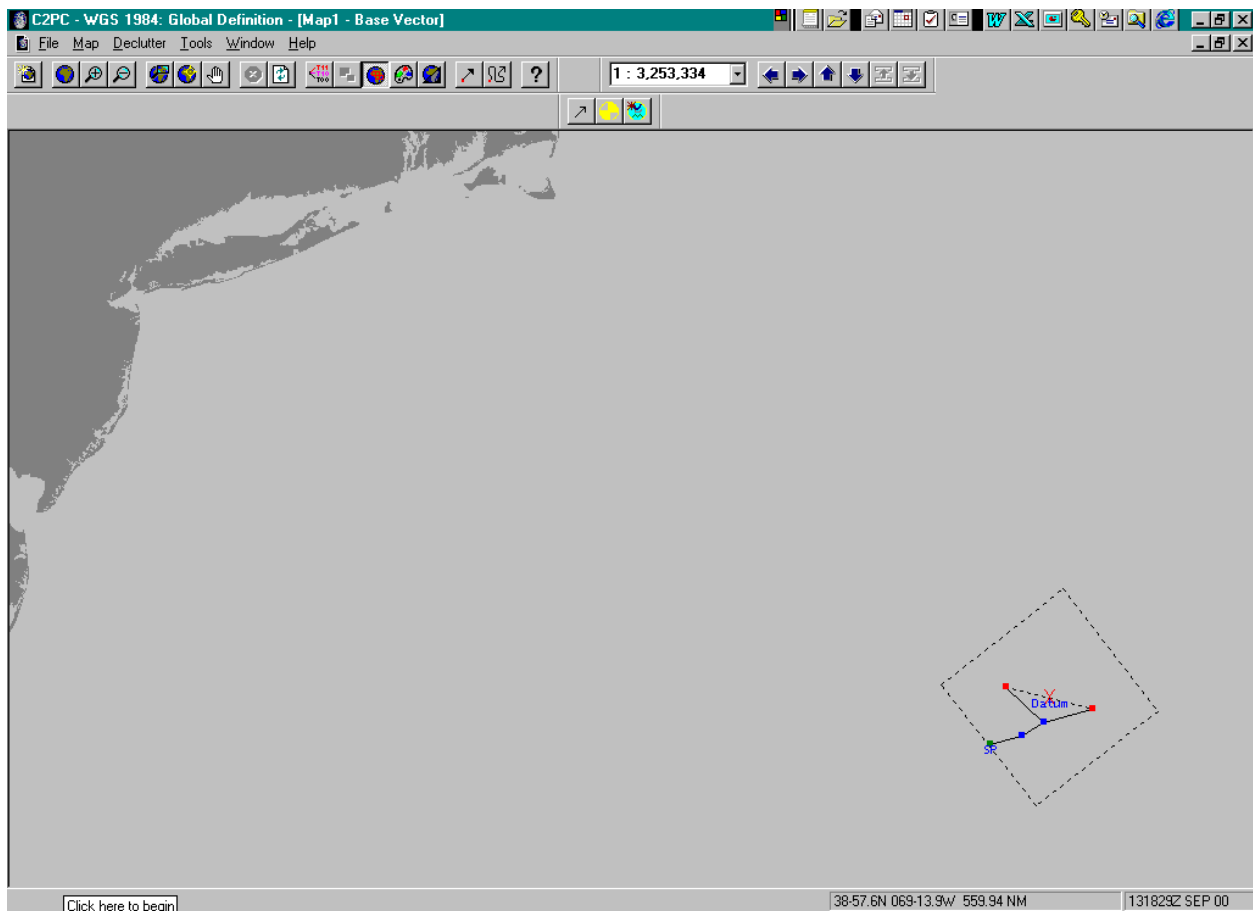 C2PC - WGS 1984: Global Definition - [Map1 - Base Vector]
File Map Declutter Tools Window Help
1 : 3,253,334
Datum
SP
38-57.6N 069-13.9W 559.94 NM
131829Z SEP 00
Click here to begin